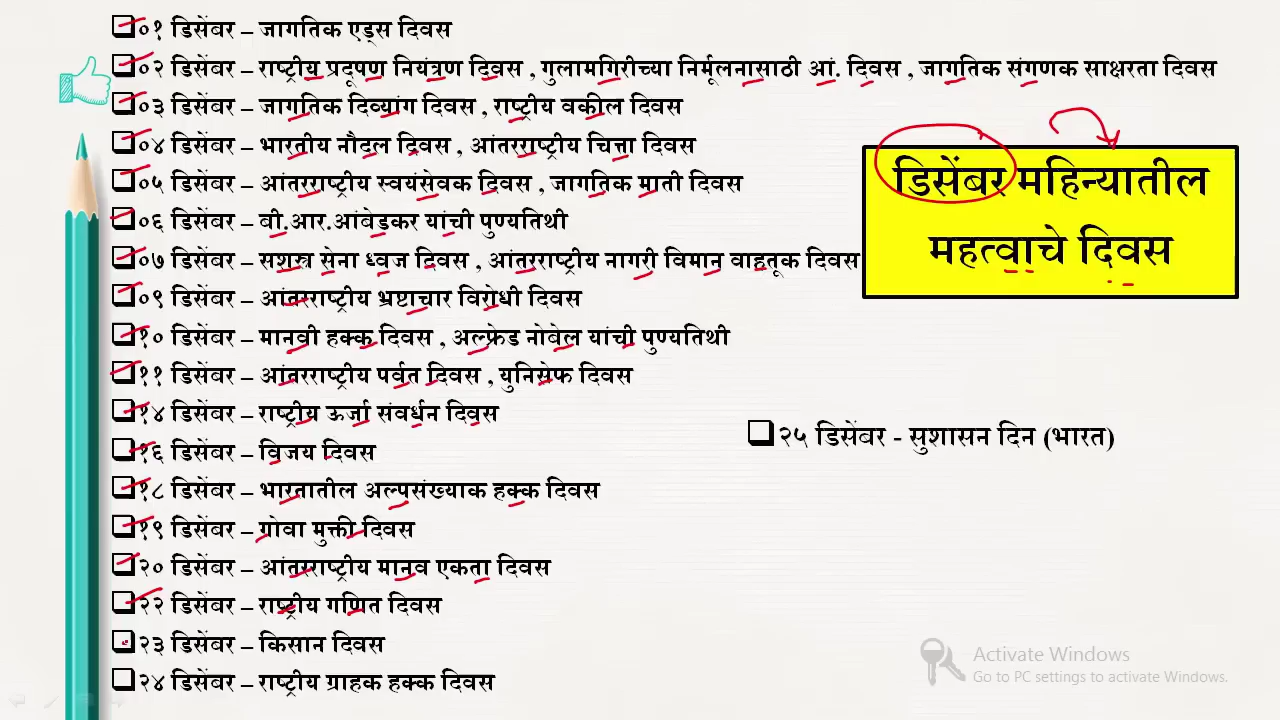 ०१ डिसेंबर – जागतिक एड्स दिवस
०२ डिसेंबर – राष्ट्रीय प्रदूषण नियंत्रण दिवस , गुलामगिरीच्या निर्मूलनासाठी आं. दिवस , जागतिक संगणक साक्षरता दिवस
०३ डिसेंबर – जागतिक दिव्यांग दिवस , राष्ट्रीय वकील दिवस
०४ डिसेंबर – भारतीय नौदल दिवस , आंतरराष्ट्रीय चित्ता दिवस
०५ डिसेंबर – आंतरराष्ट्रीय स्वयंसेवक दिवस , जागतिक माती दिवस
०६ डिसेंबर – बी.आर.आंबेडकर यांची पुण्यतिथी
०७ डिसेंबर – सशस्त्र सेना ध्वज दिवस , आंतरराष्ट्रीय नागरी विमान वाहतूक दिवस
०९ डिसेंबर – आंतरराष्ट्रीय भ्रष्टाचार विरोधी दिवस
१० डिसेंबर – मानवी हक्क दिवस , अल्फ्रेड नोबेल यांची पुण्यतिथी
११ डिसेंबर – आंतरराष्ट्रीय पर्वत दिवस , युनिसेफ दिवस
१४ डिसेंबर – राष्ट्रीय ऊर्जा संवर्धन दिवस
१६ डिसेंबर – विजय दिवस
१८ डिसेंबर – भारतातील अल्पसंख्याक हक्क दिवस
१९ डिसेंबर – गोवा मुक्ती दिवस
२० डिसेंबर – आंतरराष्ट्रीय मानव एकता दिवस
२२ डिसेंबर – राष्ट्रीय गणित दिवस
२३ डिसेंबर – किसान दिवस
२४ डिसेंबर – राष्ट्रीय ग्राहक हक्क दिवस
डिसेंबर महिन्यातील
महत्वाचे दिवस
२५ डिसेंबर - सुशासन दिन (भारत)
Activate Windows
Go to PC settings to activate Windows.